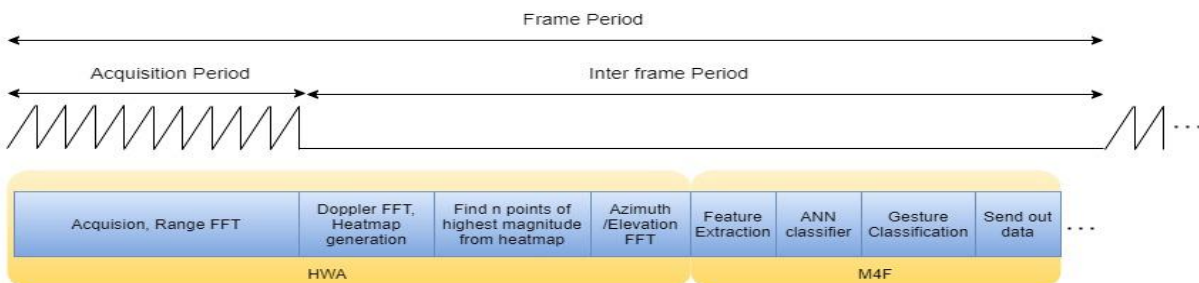 Frame Period
Acquisition Period
Inter frame Period
...
Acquision, Range FFT
Doppler FFT,
Heatmap
generation
Find n points of
highest magnitude
from heatmap
Azimuth
/Elevation
FFT
Feature
Extraction
ANN
classifier
Gesture
Classification
Send out
data
...
HWA
M4F